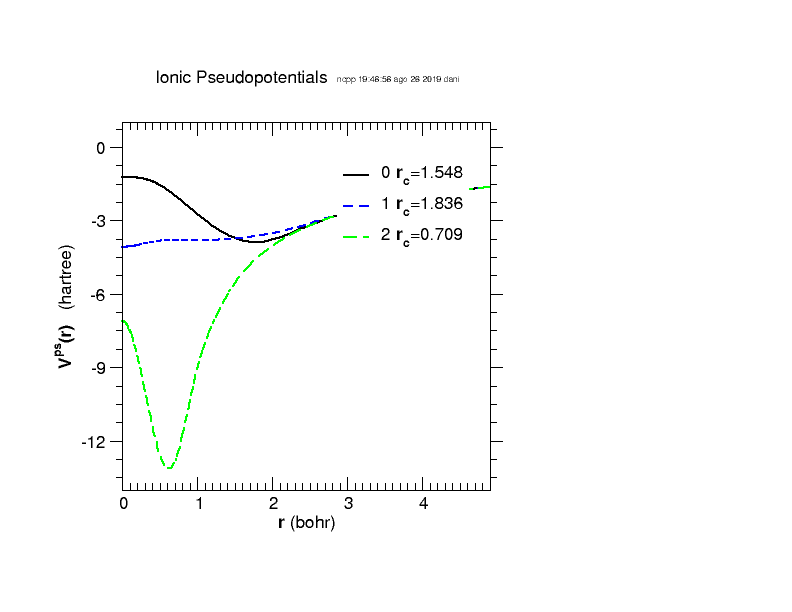 Ionic Pseudopotentials ncpp 19:46:56 ago 26 2019 dani
0
-3
-6
-9
-12
V^ps(r) (hartree)
0 r_c=1.548
1 r_c=1.836
2 r_c=0.709
0 1 2 3 4
r (bohr)